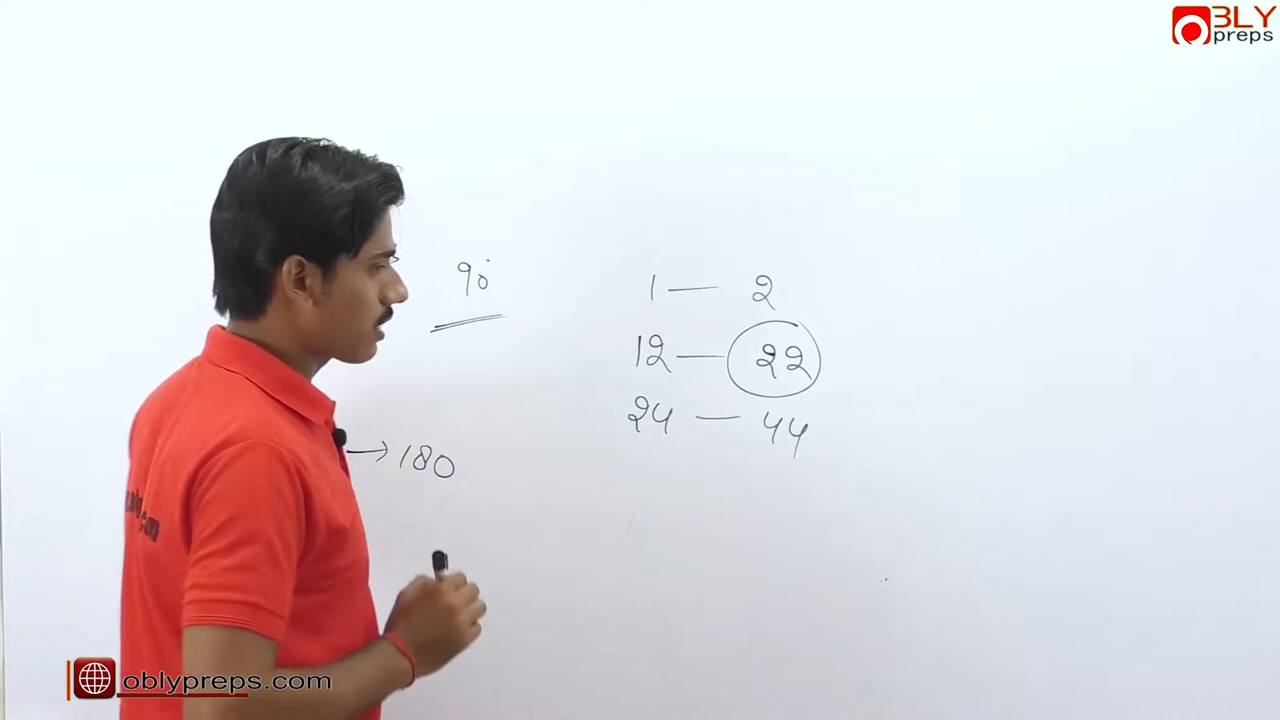 BLY
preps
90°
1 — 2
12 — 22
24 — 44
→ 180
oblypreps.com